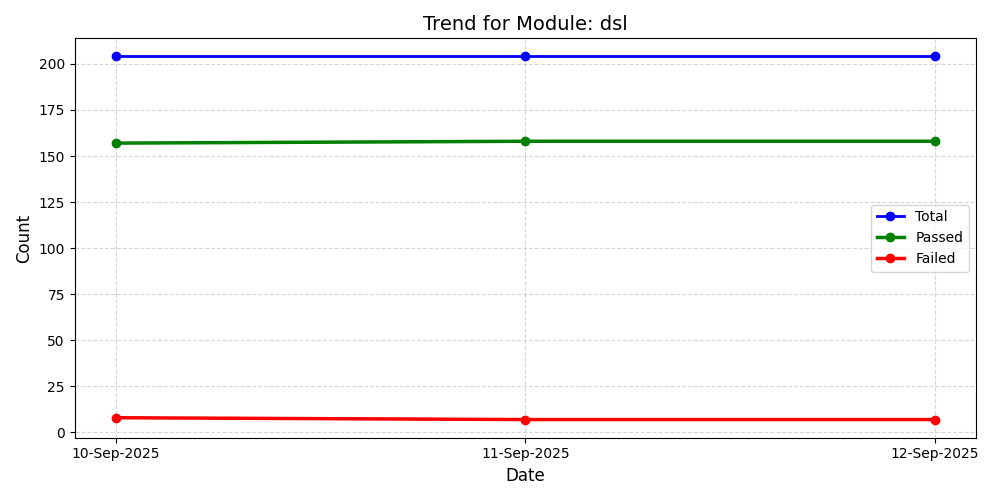 Trend for Module: dsl
200
175
150
125
100
75
50
25
0
Count
Total
Passed
Failed
10-Sep-2025
11-Sep-2025
12-Sep-2025
Date